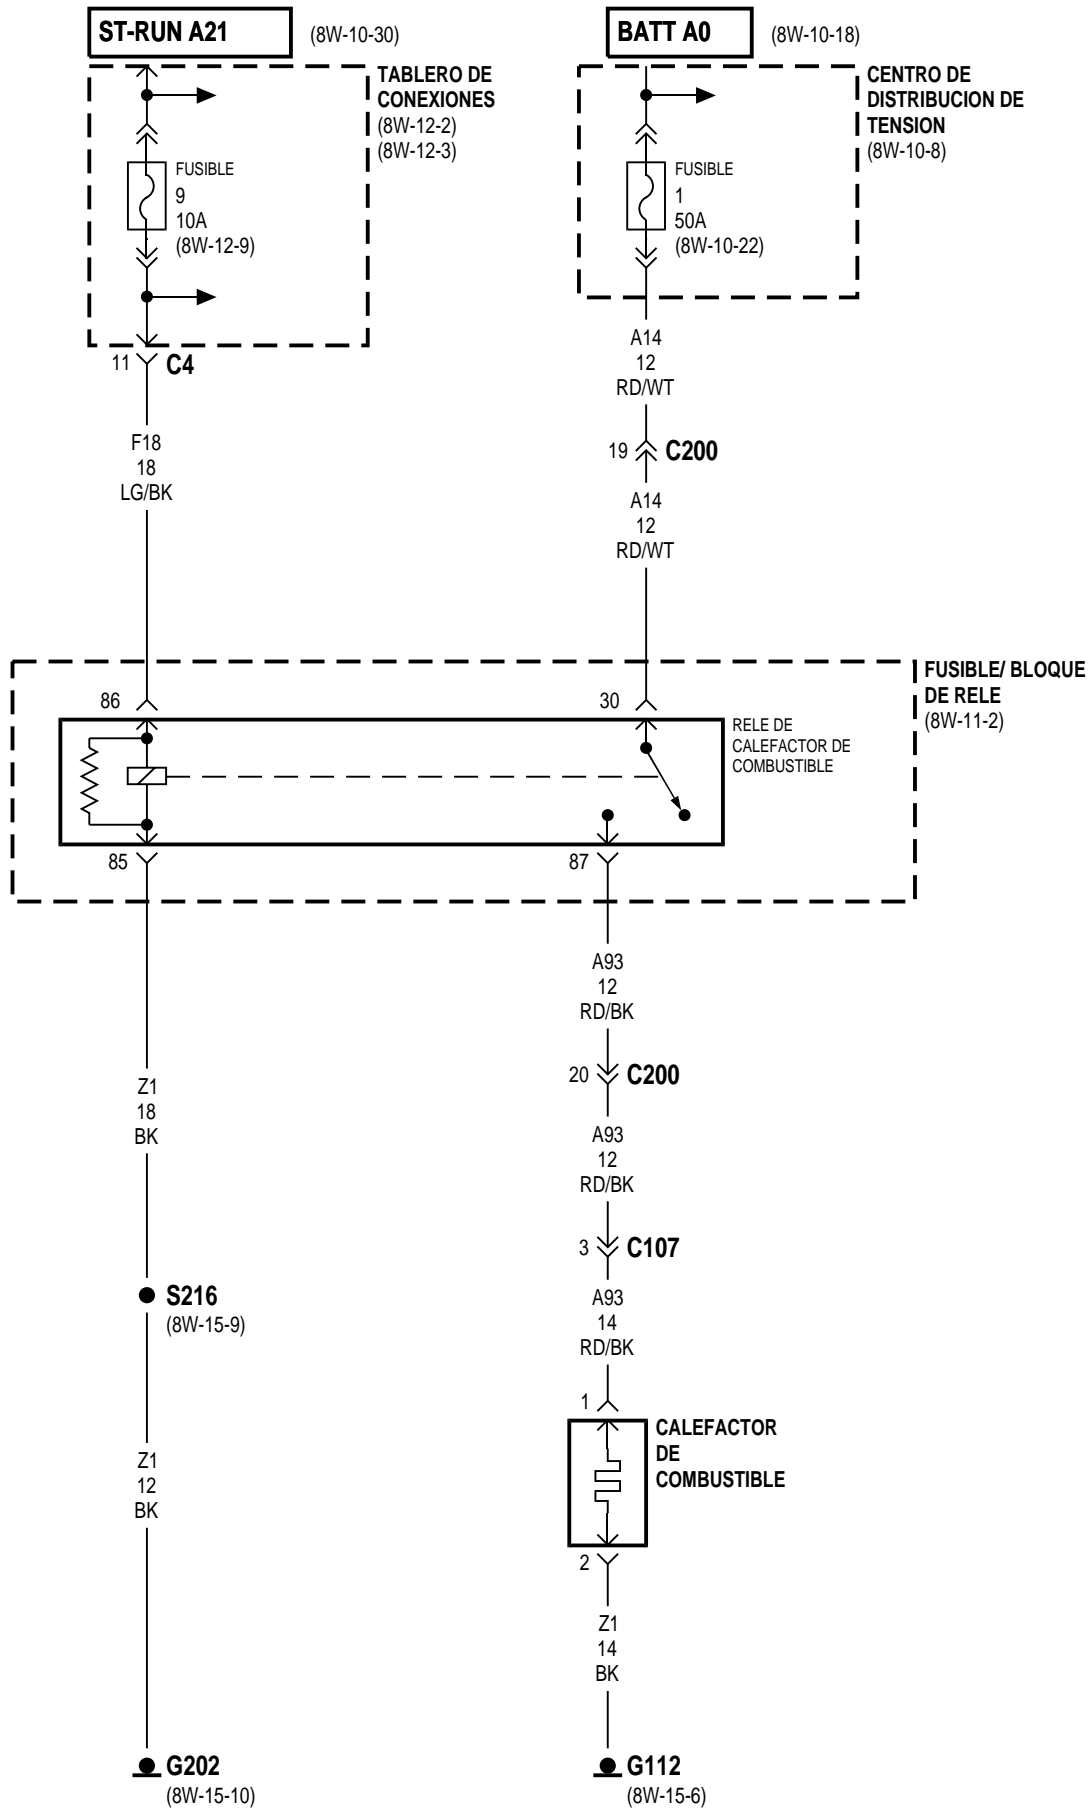 ST-RUN A21
(8W-10-30)
BATT A0
(8W-10-18)
TABLERO DE
CONEXIONES
(8W-12-2)
(8W-12-3)
CENTRO DE
DISTRIBUCION DE
TENSION
(8W-10-8)
FUSIBLE
9
10A
(8W-12-9)
FUSIBLE
1
50A
(8W-10-22)
11
C4
A14
12
RD/WT
F18
18
LG/BK
19
C200
A14
12
RD/WT
FUSIBLE/ BLOQUE
DE RELE
(8W-11-2)
86
30
RELE DE
CALEFACTOR DE
COMBUSTIBLE
85
87
A93
12
RD/BK
20
C200
Z1
18
BK
A93
12
RD/BK
3
C107
S216
(8W-15-9)
A93
14
RD/BK
1
CALEFACTOR
DE
COMBUSTIBLE
Z1
12
BK
2
Z1
14
BK
G202
(8W-15-10)
G112
(8W-15-6)